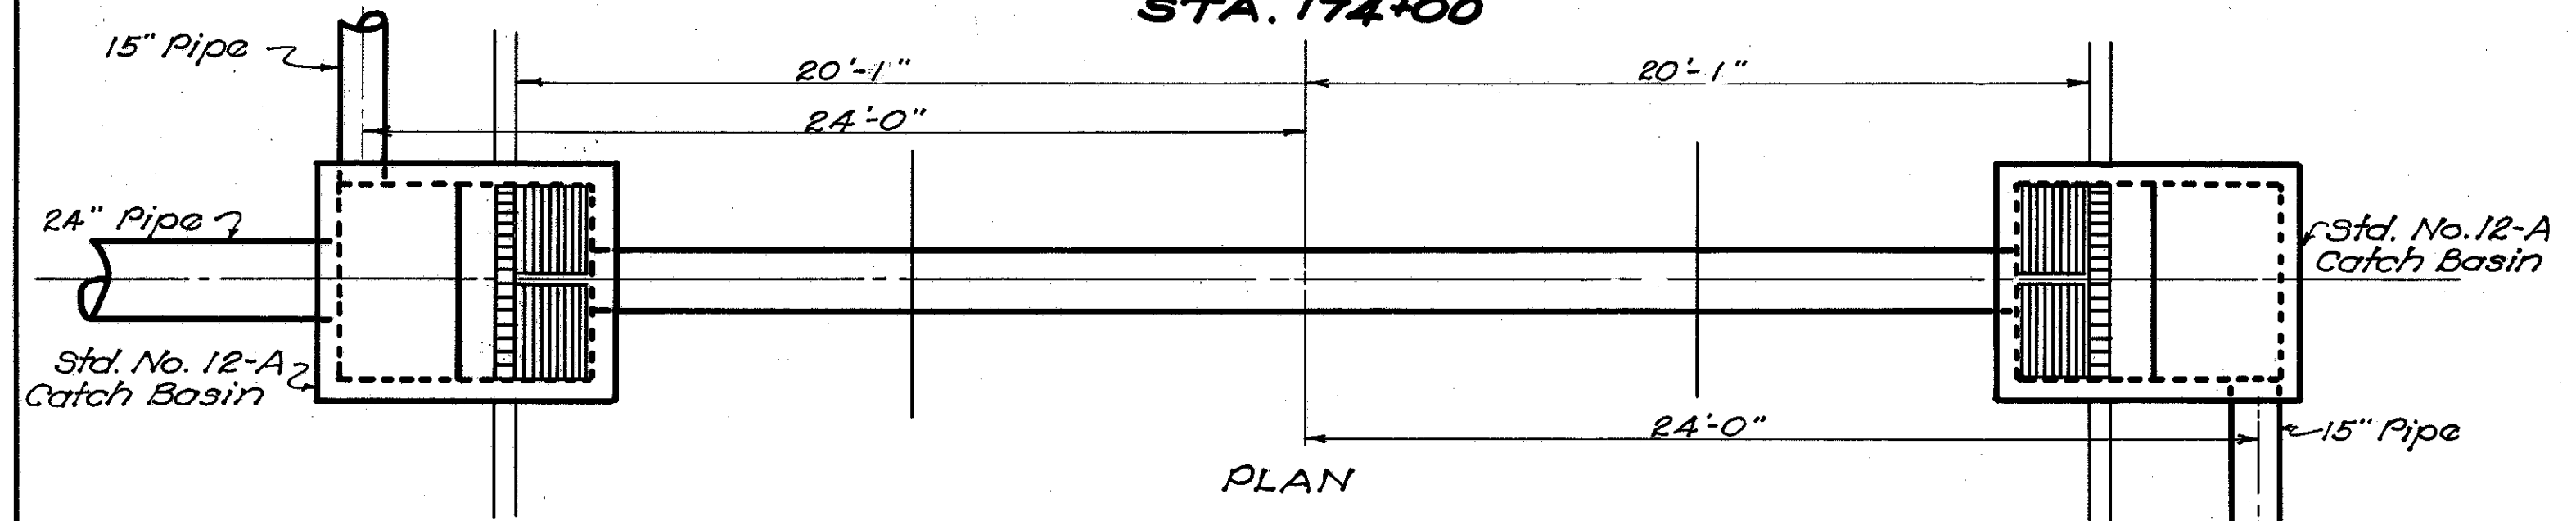 STA. 174+00
15" Pipe
20'-1"
20'-1"
24'-0"
24" Pipe
Std. No. 12-A
Catch Basin
Std. No. 12-A
Catch Basin
24'-0"
15" Pipe
PLAN